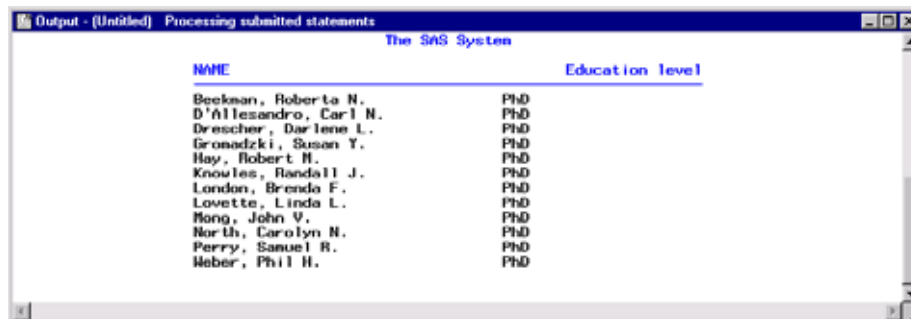 Output - (Untitled) Processing submitted statements
The SAS System
NAME Education level
Beekman, Roberta N. PhD
D'Allesandro, Carl N. PhD
Drescher, Darlene L. PhD
Gromadzki, Susan Y. PhD
Hay, Robert M. PhD
Knowles, Randall J. PhD
London, Brenda F. PhD
Lovette, Linda L. PhD
Mong, John V. PhD
North, Carolyn N. PhD
Perry, Samuel R. PhD
Weber, Phil H. PhD